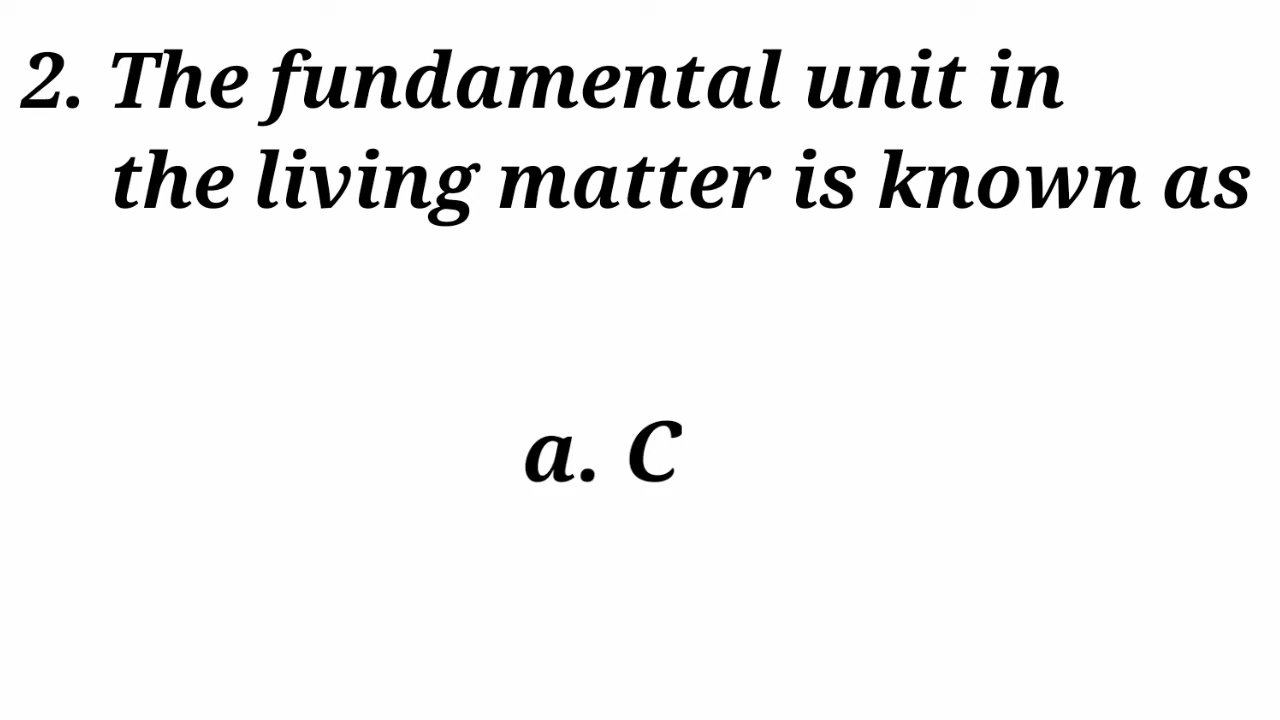 2. The fundamental unit in
the living matter is known as
a. C